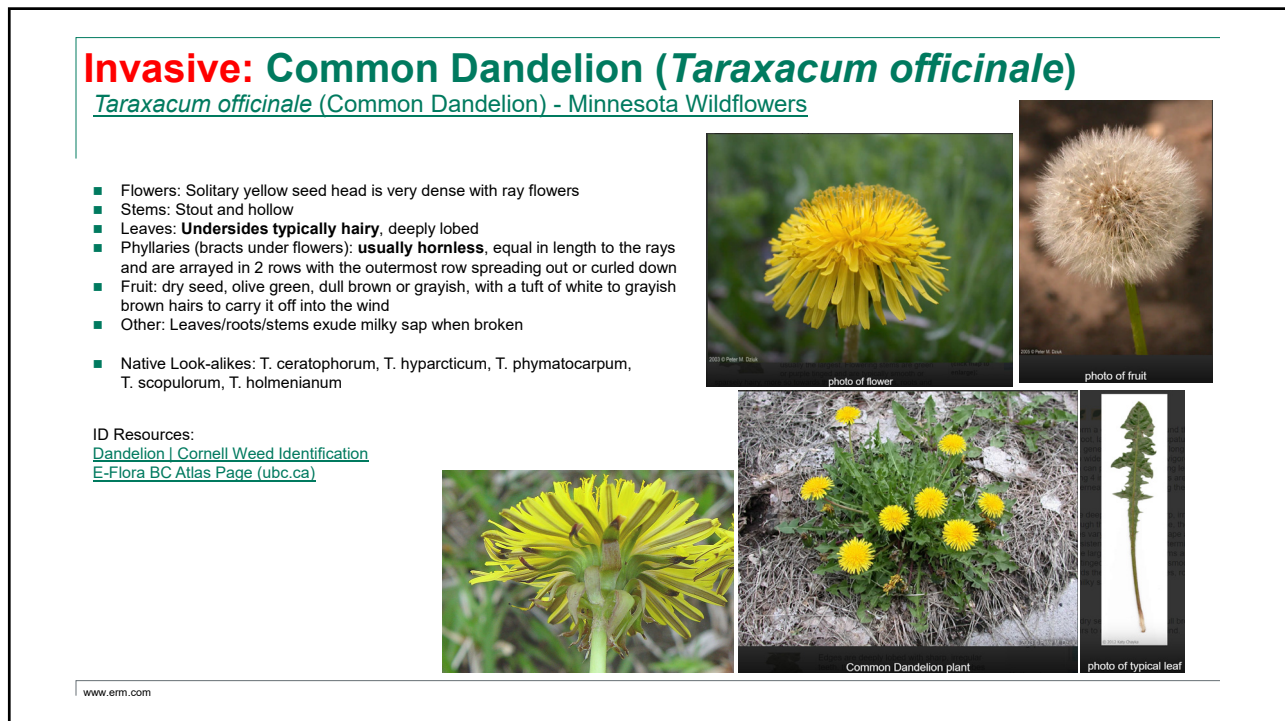 Invasive: Common Dandelion (Taraxacum officinale)
Taraxacum officinale (Common Dandelion) - Minnesota Wildflowers
■ Flowers: Solitary yellow seed head is very dense with ray flowers
■ Stems: Stout and hollow
■ Leaves: Undersides typically hairy, deeply lobed
■ Phyllaries (bracts under flowers): usually hornless, equal in length to the rays
and are arrayed in 2 rows with the outermost row spreading out or curled down
■ Fruit: dry seed, olive green, dull brown or grayish, with a tuft of white to grayish
brown hairs to carry it off into the wind
■ Other: Leaves/roots/stems exude milky sap when broken
■ Native Look-alikes: T. ceratophorum, T. hyparcticum, T. phymatocarpum,
T. scopulorum, T. holmenianum
ID Resources:
Dandelion | Cornell Weed Identification
E-Flora BC Atlas Page (ubc.ca)
2003 © Peter M. Dziuk
photo of flower
2003 © Peter M. Dziuk
photo of fruit
Common Dandelion plant
photo of typical leaf
www.erm.com